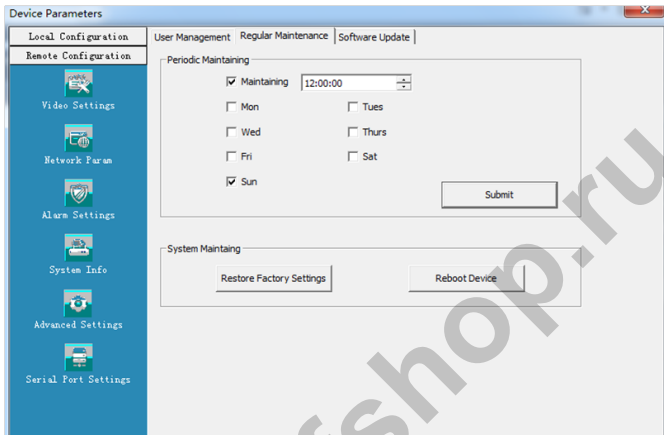 Device Parameters
Local Configuration
Remote Configuration
Video Settings
Network Param
Alarm Settings
System Info
Advanced Settings
Serial Port Settings
User Management Regular Maintenance Software Update
Periodic Maintaining
Maintaining 12:00:00
Mon Tues
Wed Thurs
Fri Sat
Sun
Submit
System Maintaing
Restore Factory Settings Reboot Device
fshop.ru